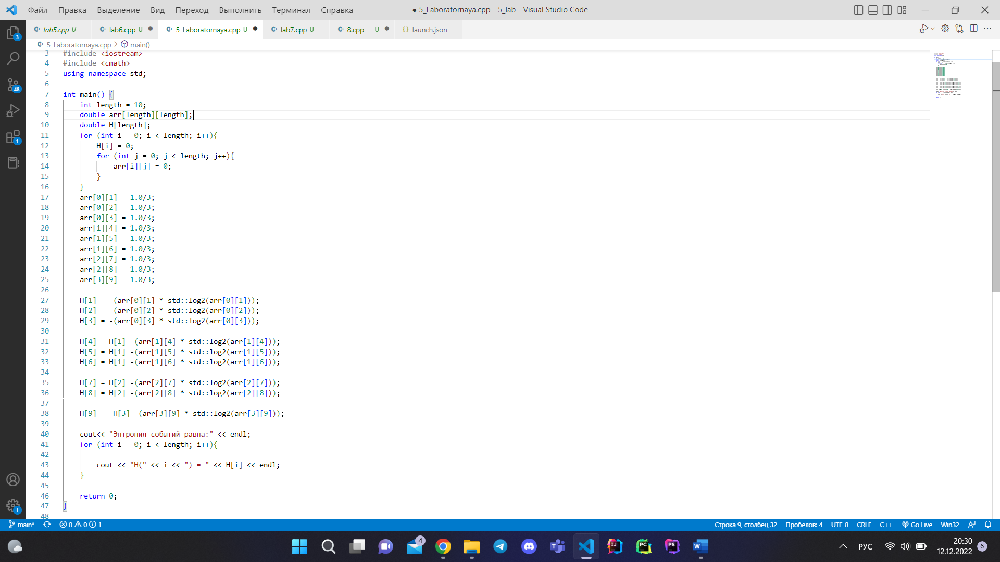 Файл Правка Выделение Вид Переход Выполнить Терминал Справка ● 5_Laboratornaya.cpp - 5_lab - Visual Studio Code
lab5.cpp U lab6.cpp U 5_Laboratornaya.cpp U lab7.cpp U 8.cpp U launch.json
5_Laboratornaya.cpp > main()
3 #include <iostream>
4 #include <cmath>
5 using namespace std;
6
7 int main() {
8 int length = 10;
9 double arr[length][length];
10 double H[length];
11 for (int i = 0; i < length; i++){
12 H[i] = 0;
13 for (int j = 0; j < length; j++){
14 arr[i][j] = 0;
15 }
16 }
17 arr[0][1] = 1.0/3;
18 arr[0][2] = 1.0/3;
19 arr[0][3] = 1.0/3;
20 arr[1][4] = 1.0/3;
21 arr[1][5] = 1.0/3;
22 arr[1][6] = 1.0/3;
23 arr[2][7] = 1.0/3;
24 arr[2][8] = 1.0/3;
25 arr[3][9] = 1.0/3;
26
27 H[1] = -(arr[0][1] * std::log2(arr[0][1]));
28 H[2] = -(arr[0][2] * std::log2(arr[0][2]));
29 H[3] = -(arr[0][3] * std::log2(arr[0][3]));
30
31 H[4] = H[1] -(arr[1][4] * std::log2(arr[1][4]));
32 H[5] = H[1] -(arr[1][5] * std::log2(arr[1][5]));
33 H[6] = H[1] -(arr[1][6] * std::log2(arr[1][6]));
34
35 H[7] = H[2] -(arr[2][7] * std::log2(arr[2][7]));
36 H[8] = H[2] -(arr[2][8] * std::log2(arr[2][8]));
37
38 H[9]  = H[3] -(arr[3][9] * std::log2(arr[3][9]));
39
40 cout<< "Энтропия событий равна:" << endl;
41 for (int i = 0; i < length; i++){
42
43 cout << "H(" << i << ") = " << H[i] << endl;
44 }
45
46 return 0;
47 }
48
3
48
1
1
main* 0 0 1 Строка 9, столбец 32 Пробелов: 4 UTF-8 CRLF C++ Go Live Win32
4 IJ PC PS W РУС 20:30 6
12.12.2022